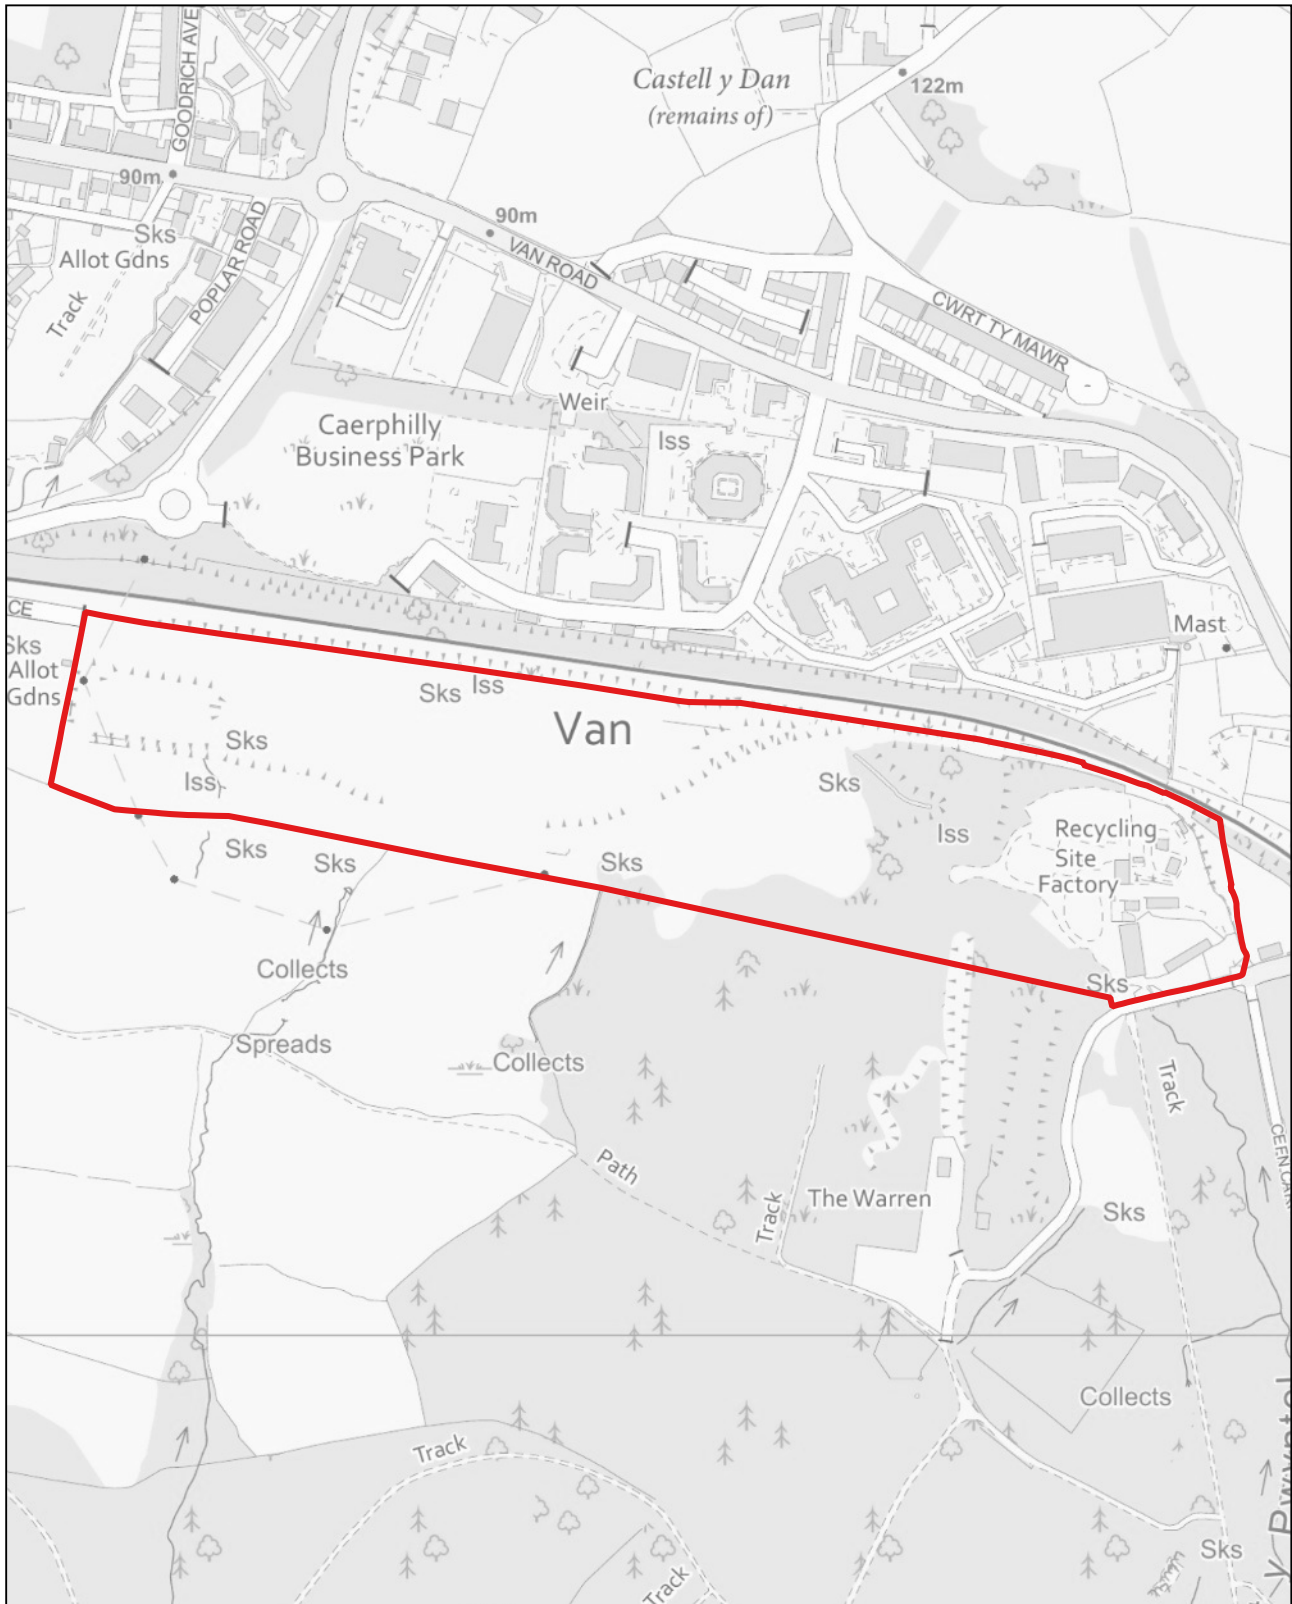 GOODRICH AVE
Castell y Dan
(remains of)
122m
90m
90m
Sks
Allot Gdns
POPLAR ROAD
VAN ROAD
Track
CWRT TY MAWR
Weir
Caerphilly
Business Park
Iss
CE
Sks
Allot
Gdns
Mast
Sks
Iss
Van
Sks
Iss
Sks
Iss
Recycling
Site
Factory
Sks
Sks
Sks
Collects
Sks
Spreads
Collects
Track
Path
The Warren
Track
CEFN CAR
Sks
Collects
Track
Sks
Track